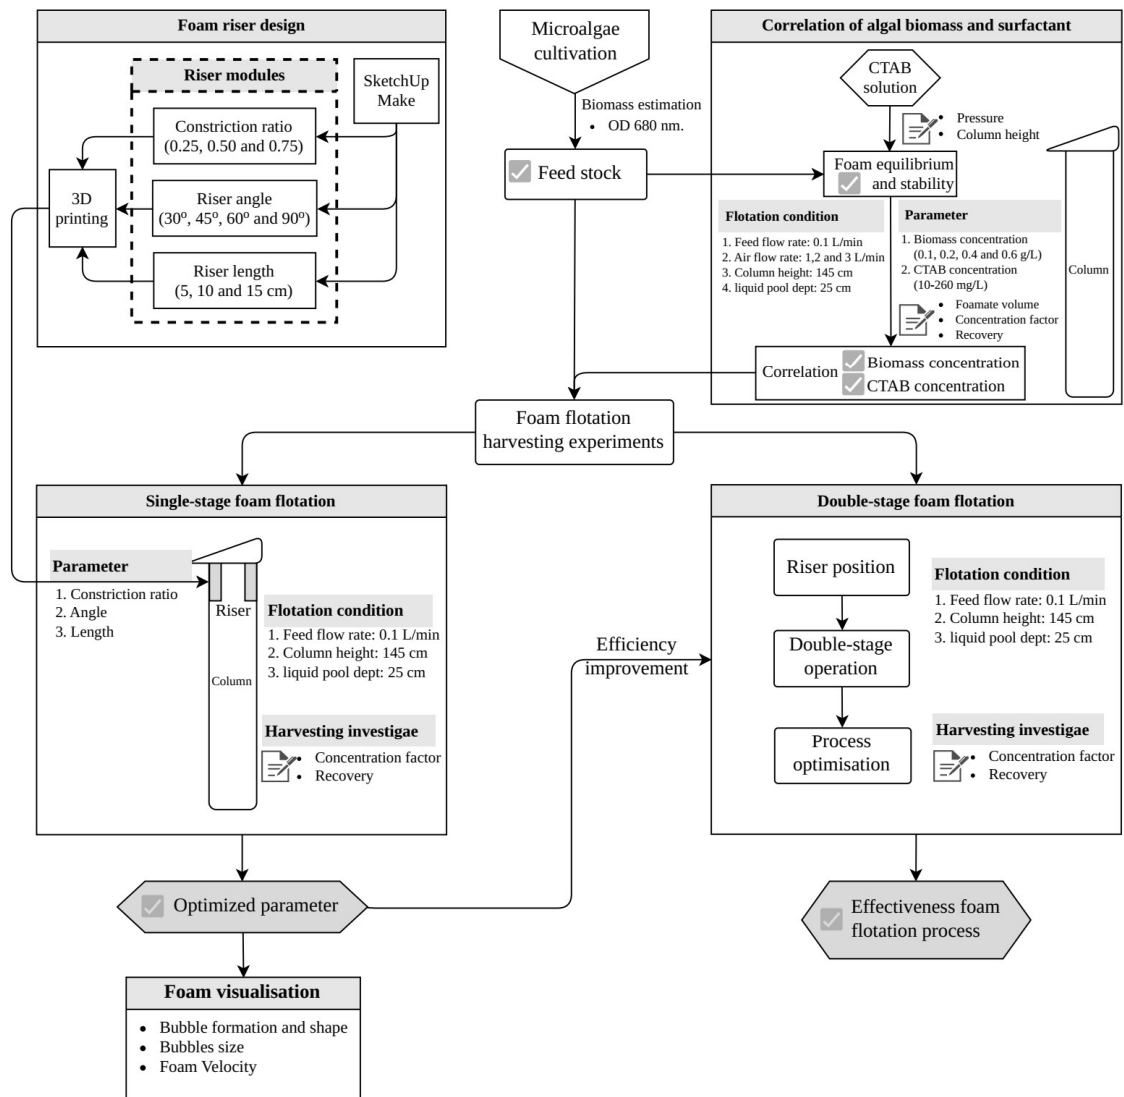 Foam riser design
Riser modules
SketchUp
Make
Constriction ratio
(0.25, 0.50 and 0.75)
3D
printing
Riser angle
(30º, 45º, 60º and 90º)
Riser length
(5, 10 and 15 cm)
Microalgae
cultivation
Biomass estimation
• OD 680 nm.
Feed stock
Correlation of algal biomass and surfactant
CTAB
solution
• Pressure
• Column height
Foam equilibrium
and stability
Flotation condition
1. Feed flow rate: 0.1 L/min
2. Air flow rate: 1,2 and 3 L/min
3. Column height: 145 cm
4. liquid pool dept: 25 cm
Parameter
1. Biomass concentration
(0.1, 0.2, 0.4 and 0.6 g/L)
2. CTAB concentration
(10-260 mg/L)
• Foamate volume
• Concentration factor
• Recovery
Column
Correlation
Biomass concentration
CTAB concentration
Foam flotation
harvesting experiments
Single-stage foam flotation
Parameter
1. Constriction ratio
2. Angle
3. Length
Riser
Column
Flotation condition
1. Feed flow rate: 0.1 L/min
2. Column height: 145 cm
3. liquid pool dept: 25 cm
Harvesting investigae
• Concentration factor
• Recovery
Efficiency
improvement
Double-stage foam flotation
Riser position
Double-stage
operation
Process
optimisation
Flotation condition
1. Feed flow rate: 0.1 L/min
2. Column height: 145 cm
3. liquid pool dept: 25 cm
Harvesting investigae
• Concentration factor
• Recovery
Optimized parameter
Effectiveness foam
flotation process
Foam visualisation
• Bubble formation and shape
• Bubbles size
• Foam Velocity